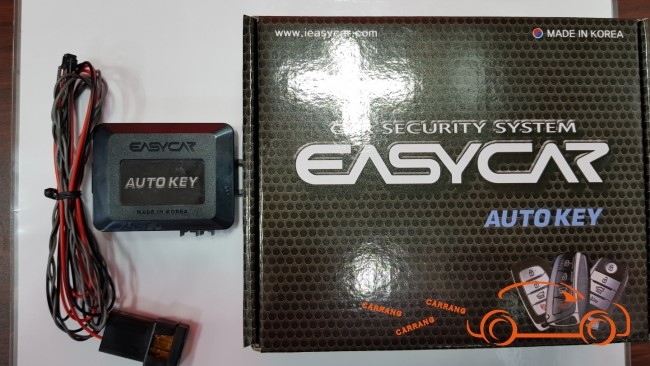 www.ieasycar.com
MADE IN KOREA
CAR SECURITY SYSTEM
EASYCAR
AUTO KEY
EASYCAR
AUTO KEY
MADE IN KOREA
CARRANG
CARRANG
CARRANG